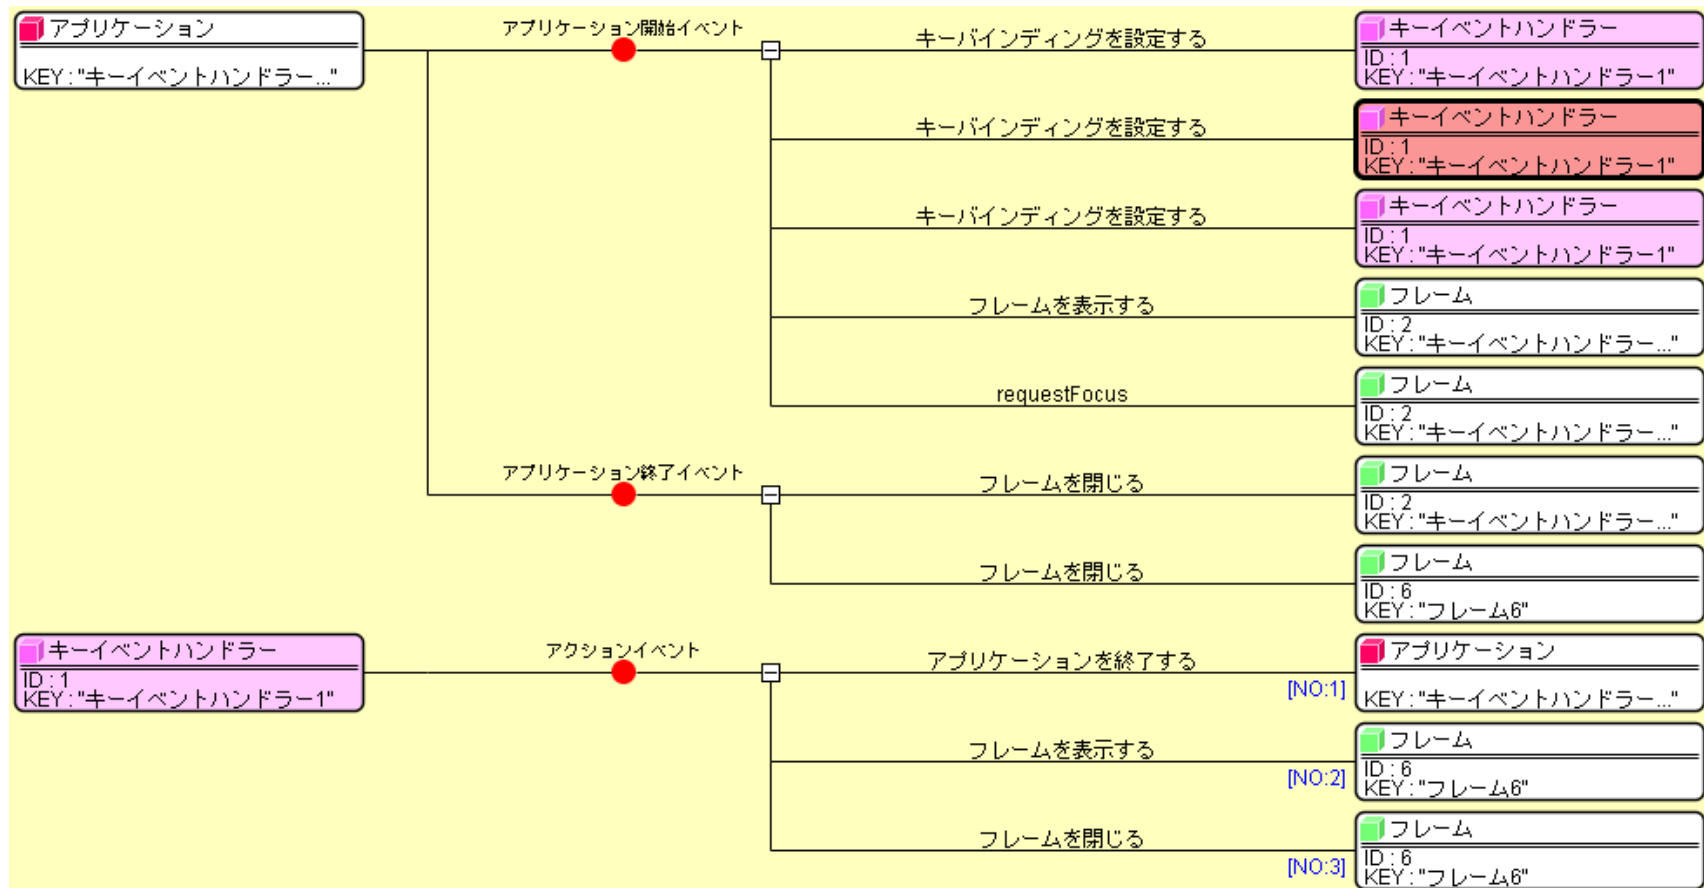 アプリケーション
KEY:"キーイベントハンドラー..."
アプリケーション開始イベント
キーバインディングを設定する
キーイベントハンドラー
ID:1
KEY:"キーイベントハンドラー1"
キーバインディングを設定する
キーイベントハンドラー
ID:1
KEY:"キーイベントハンドラー1"
キーバインディングを設定する
キーイベントハンドラー
ID:1
KEY:"キーイベントハンドラー1"
フレームを表示する
フレーム
ID:2
KEY:"キーイベントハンドラー..."
requestFocus
フレーム
ID:2
KEY:"キーイベントハンドラー..."
アプリケーション終了イベント
フレームを閉じる
フレーム
ID:2
KEY:"キーイベントハンドラー..."
フレームを閉じる
フレーム
ID:6
KEY:"フレーム6"
キーイベントハンドラー
ID:1
KEY:"キーイベントハンドラー1"
アクションイベント
アプリケーションを終了する
[NO:1]
アプリケーション
KEY:"キーイベントハンドラー..."
フレームを表示する
[NO:2]
フレーム
ID:6
KEY:"フレーム6"
フレームを閉じる
[NO:3]
フレーム
ID:6
KEY:"フレーム6"